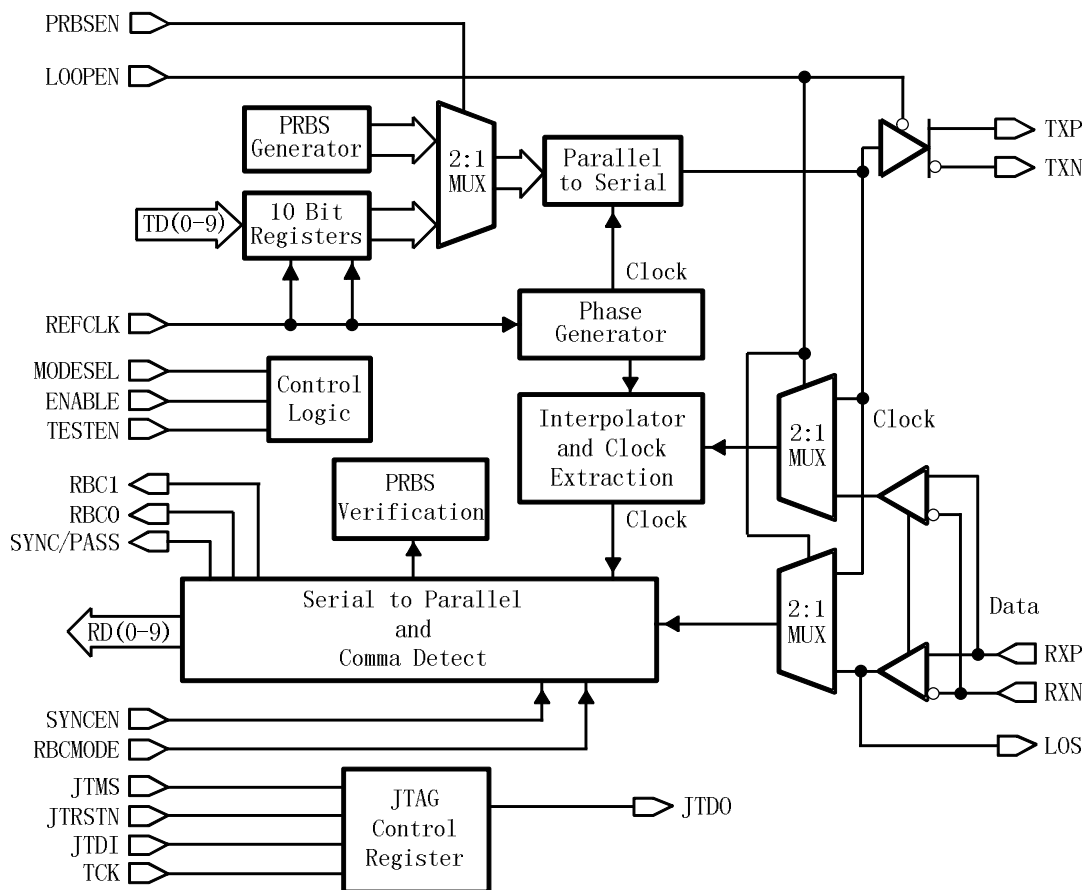 PRBSEN
LOOPEN
PRBS
Generator
2:1
MUX
Parallel
to Serial
TXP
TXN
TD(0-9)
10 Bit
Registers
Clock
REFCLK
Phase
Generator
MODESEL
ENABLE
TESTEN
Control
Logic
Interpolator
and Clock
Extraction
2:1
MUX
Clock
RBC1
RBC0
SYNC/PASS
PRBS
Verification
Clock
RD(0-9)
Serial to Parallel
and
Comma Detect
2:1
MUX
Data
RXP
RXN
LOS
SYNCEN
RBCMODE
JTMS
JTRSTN
JTDI
TCK
JTAG
Control
Register
JTDO